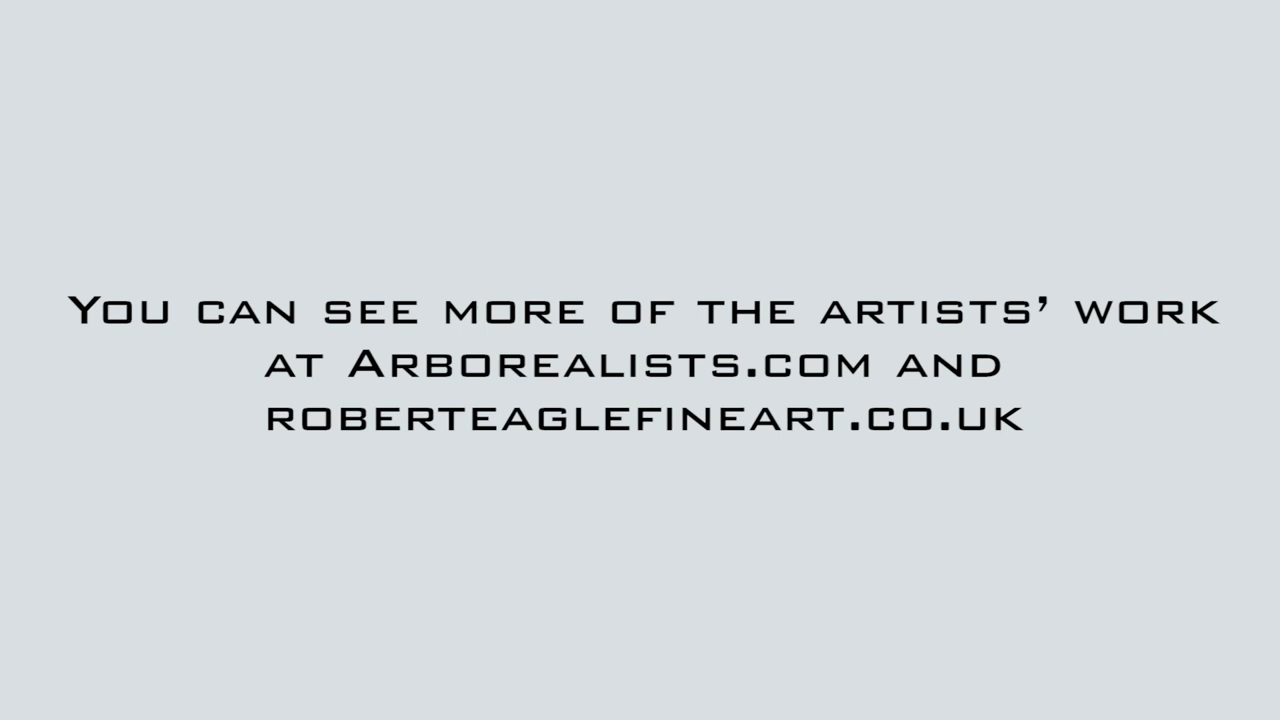 You can see more of the artists’ work
at Arborealists.com and
roberteaglefineart.co.uk